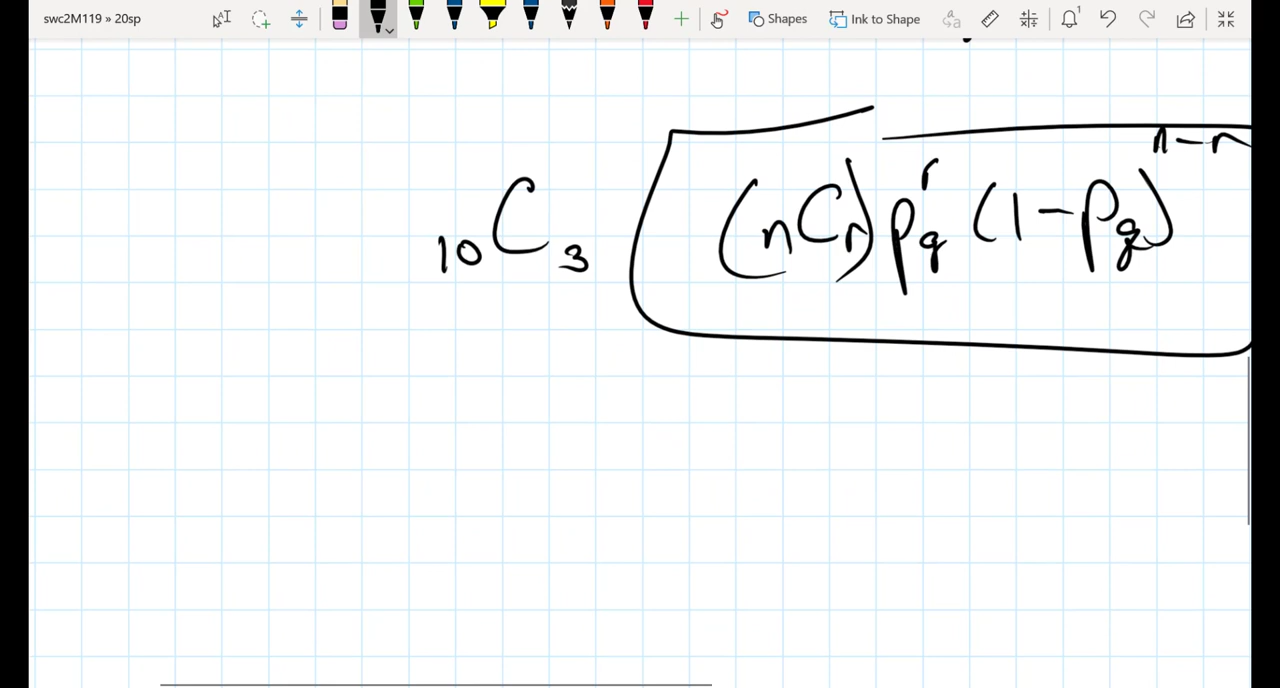 swc2M119 » 20sp Shapes Ink to Shape
10C3 (nCr) pg^r (1-pg)^n-r